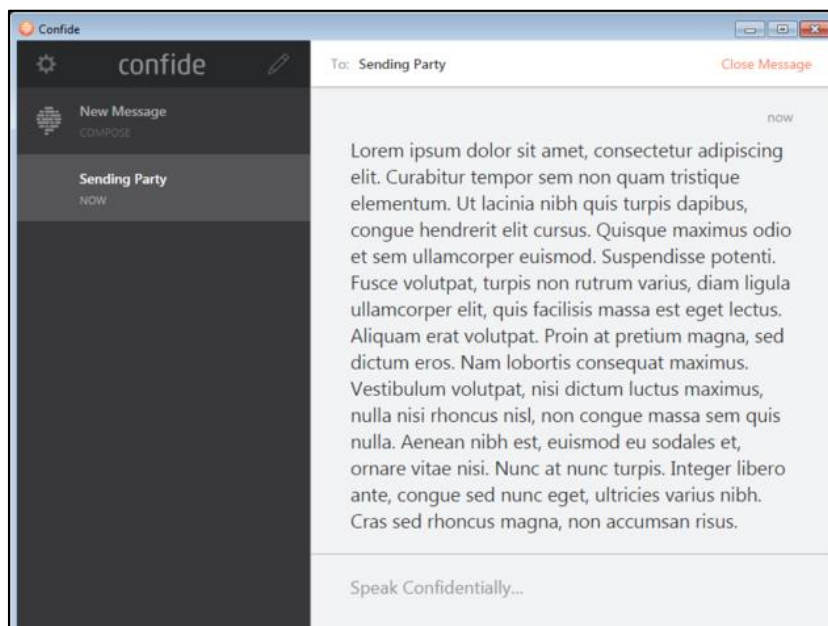 Confide
confide
New Message
COMPOSE
Sending Party
NOW
To: Sending Party
Close Message
now
Lorem ipsum dolor sit amet, consectetur adipiscing
elit. Curabitur tempor sem non quam tristique
elementum. Ut lacinia nibh quis turpis dapibus,
congue hendrerit elit cursus. Quisque maximus odio
et sem ullamcorper euismod. Suspendisse potenti.
Fusce volutpat, turpis non rutrum varius, diam ligula
ullamcorper elit, quis facilisis massa est eget lectus.
Aliquam erat volutpat. Proin at pretium magna, sed
dictum eros. Nam lobortis consequat maximus.
Vestibulum volutpat, nisi dictum luctus maximus,
nulla nisi rhoncus nisl, non congue massa sem quis
nulla. Aenean nibh est, euismod eu sodales et,
ornare vitae nisi. Nunc at nunc turpis. Integer libero
ante, congue sed nunc eget, ultricies varius nibh.
Cras sed rhoncus magna, non accumsan risus.
Speak Confidentially...